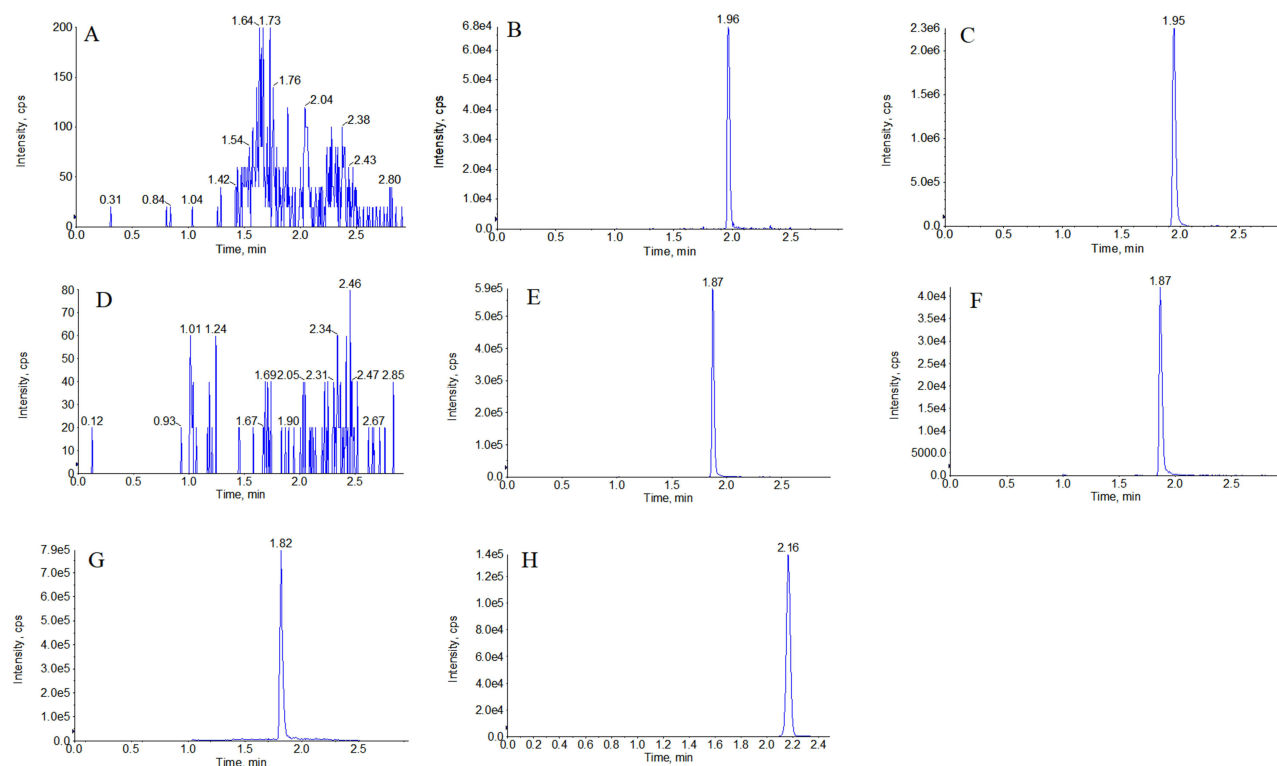 A
Intensity, cps
200
150
100
50
0
0.31
0.84
1.04
1.42
1.54
1.64
1.73
1.76
2.04
2.38
2.43
2.80
0.0 0.5 1.0 1.5 2.0 2.5
Time, min
B
Intensity, cps
6.8e4
6.0e4
5.0e4
4.0e4
3.0e4
2.0e4
1.0e4
0.0
1.96
0.0 0.5 1.0 1.5 2.0 2.5
Time, min
C
Intensity, cps
2.3e6
2.0e6
1.5e6
1.0e6
5.0e5
0.0e0
1.95
0.0 0.5 1.0 1.5 2.0 2.5
Time, min
D
Intensity, cps
80
70
60
50
40
30
20
10
0
0.12
0.93
1.01
1.24
1.67
1.69
2.05
1.90
2.31
2.34
2.46
2.47
2.67
2.85
0.0 0.5 1.0 1.5 2.0 2.5
Time, min
E
Intensity, cps
5.9e5
5.0e5
4.0e5
3.0e5
2.0e5
1.0e5
0.0
1.87
0.0 0.5 1.0 1.5 2.0 2.5
Time, min
F
Intensity, cps
4.0e4
3.5e4
3.0e4
2.5e4
2.0e4
1.5e4
1.0e4
5000.0
0.0
1.87
0.0 0.5 1.0 1.5 2.0 2.5
Time, min
G
Intensity, cps
7.9e5
7.0e5
6.0e5
5.0e5
4.0e5
3.0e5
2.0e5
1.0e5
0.0
1.82
0.0 0.5 1.0 1.5 2.0 2.5
Time, min
H
Intensity, cps
1.4e5
1.2e5
1.0e5
8.0e4
6.0e4
4.0e4
2.0e4
0.0e0
2.16
0.0 0.2 0.4 0.6 0.8 1.0 1.2 1.4 1.6 1.8 2.0 2.2 2.4
Time, min